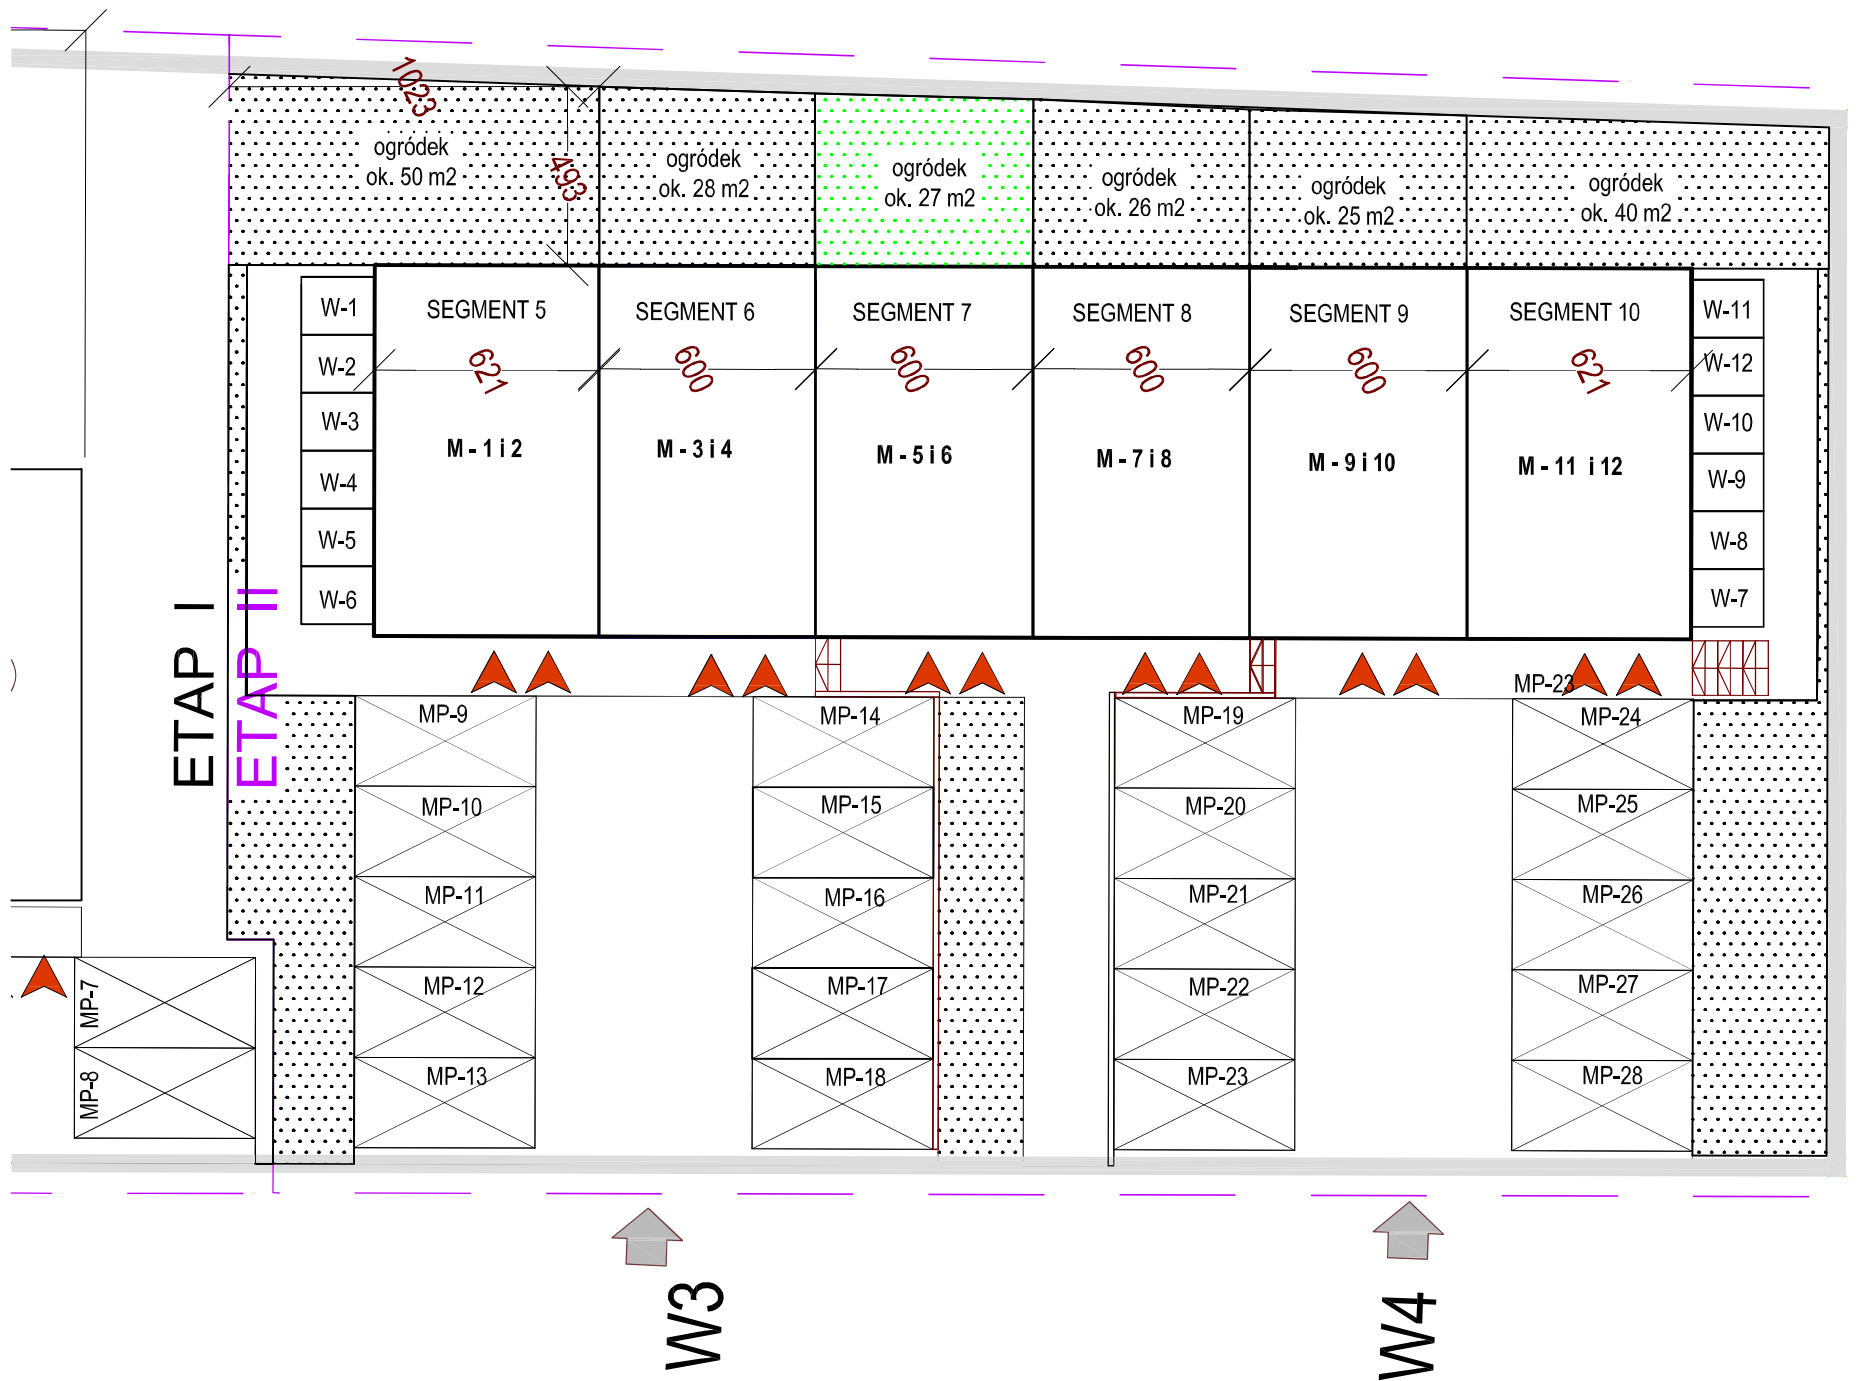 1023
493
ogródek
ok. 50 m2
ogródek
ok. 28 m2
ogródek
ok. 27 m2
ogródek
ok. 26 m2
ogródek
ok. 25 m2
ogródek
ok. 40 m2
SEGMENT 5
SEGMENT 6
SEGMENT 7
SEGMENT 8
SEGMENT 9
SEGMENT 10
621
600
600
600
600
621
M - 1 i 2
M - 3 i 4
M - 5 i 6
M - 7 i 8
M - 9 i 10
M - 11 i 12
W-1
W-2
W-3
W-4
W-5
W-6
W-11
W-12
W-10
W-9
W-8
W-7
ETAP I
ETAP II
MP-23
MP-9
MP-10
MP-11
MP-12
MP-13
MP-14
MP-15
MP-16
MP-17
MP-18
MP-19
MP-20
MP-21
MP-22
MP-23
MP-24
MP-25
MP-26
MP-27
MP-28
MP-7
MP-8
W3
W4